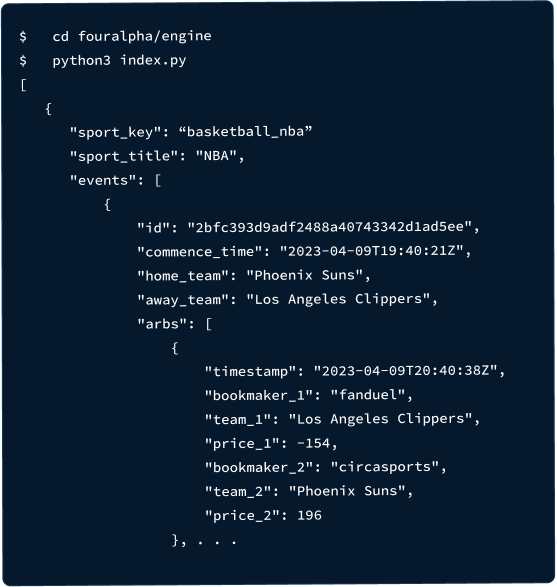 $   cd fouralpha/engine
$   python3 index.py
[
   {
      "sport_key": “basketball_nba”
      "sport_title": "NBA",
      "events": [
          {
              "id": "2bfc393d9adf2488a40743342d1ad5ee",
              "commence_time": "2023-04-09T19:40:21Z",
              "home_team": "Phoenix Suns",
              "away_team": "Los Angeles Clippers",
              "arbs": [
                  {
                      "timestamp": "2023-04-09T20:40:38Z",
                      "bookmaker_1": "fanduel",
                      "team_1": "Los Angeles Clippers",
                      "price_1": -154,
                      "bookmaker_2": "circasports",
                      "team_2": "Phoenix Suns",
                      "price_2": 196
                  }, . . .